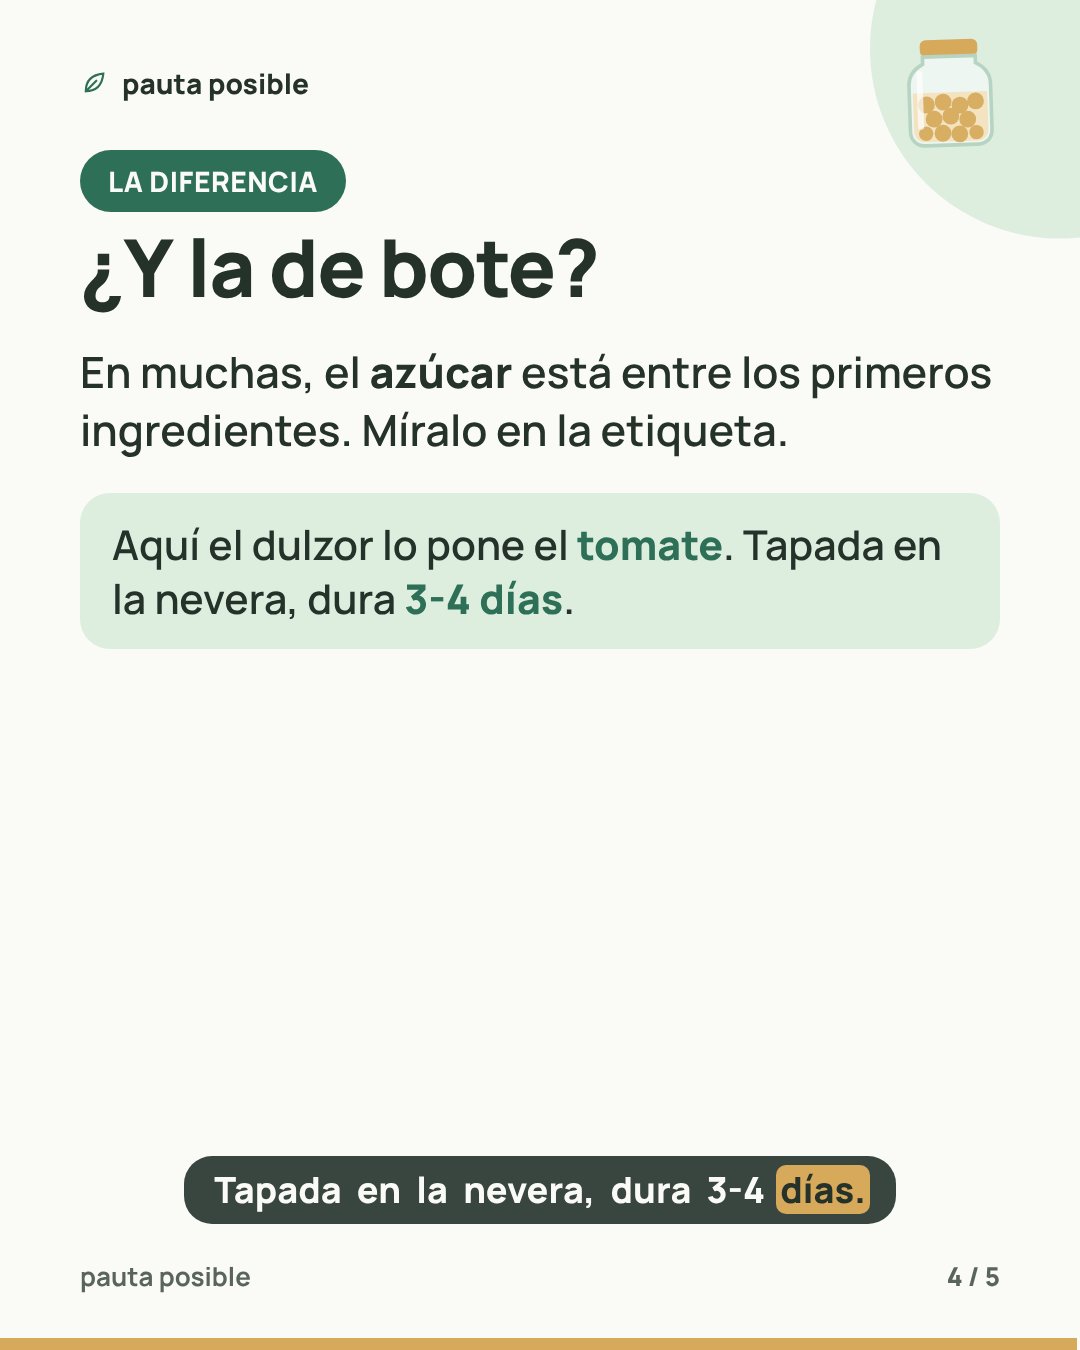 pauta posible
LA DIFERENCIA
¿Y la de bote?
En muchas, el azúcar está entre los primeros
ingredientes. Míralo en la etiqueta.
Aquí el dulzor lo pone el tomate. Tapada en
la nevera, dura 3-4 días.
Tapada en la nevera, dura 3-4 días.
pauta posible
4 / 5